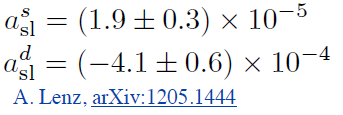 a^s_sl = (1.9 ± 0.3) × 10^−5
a^d_sl = (−4.1 ± 0.6) × 10^−4
A. Lenz, arXiv:1205.1444